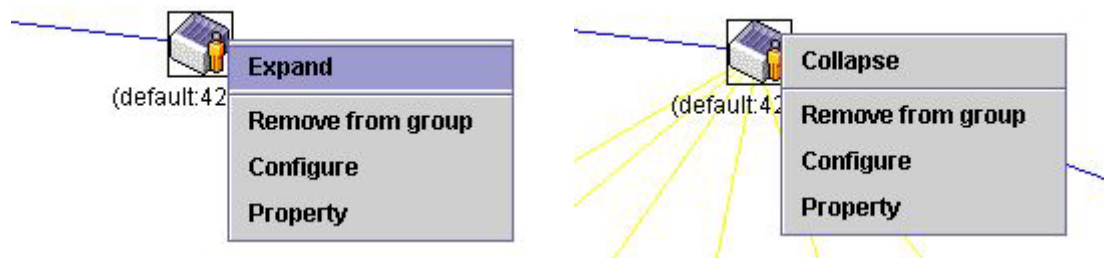 Expand
(default:42
Remove from group
Configure
Property
Collapse
(default:42
Remove from group
Configure
Property